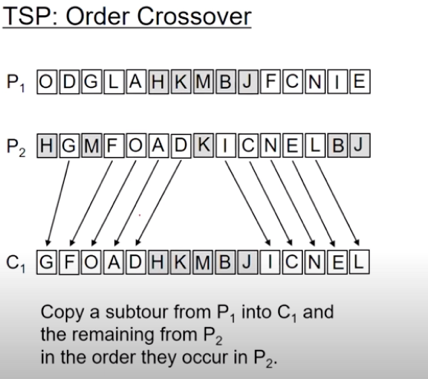 TSP: Order Crossover
P₁ O D G L A H K M B J F C N I E
P₂ H G M F O A D K I C N E L B J
C₁ G F O A D H K M B J I C N E L
Copy a subtour from P₁ into C₁ and
the remaining from P₂
in the order they occur in P₂.